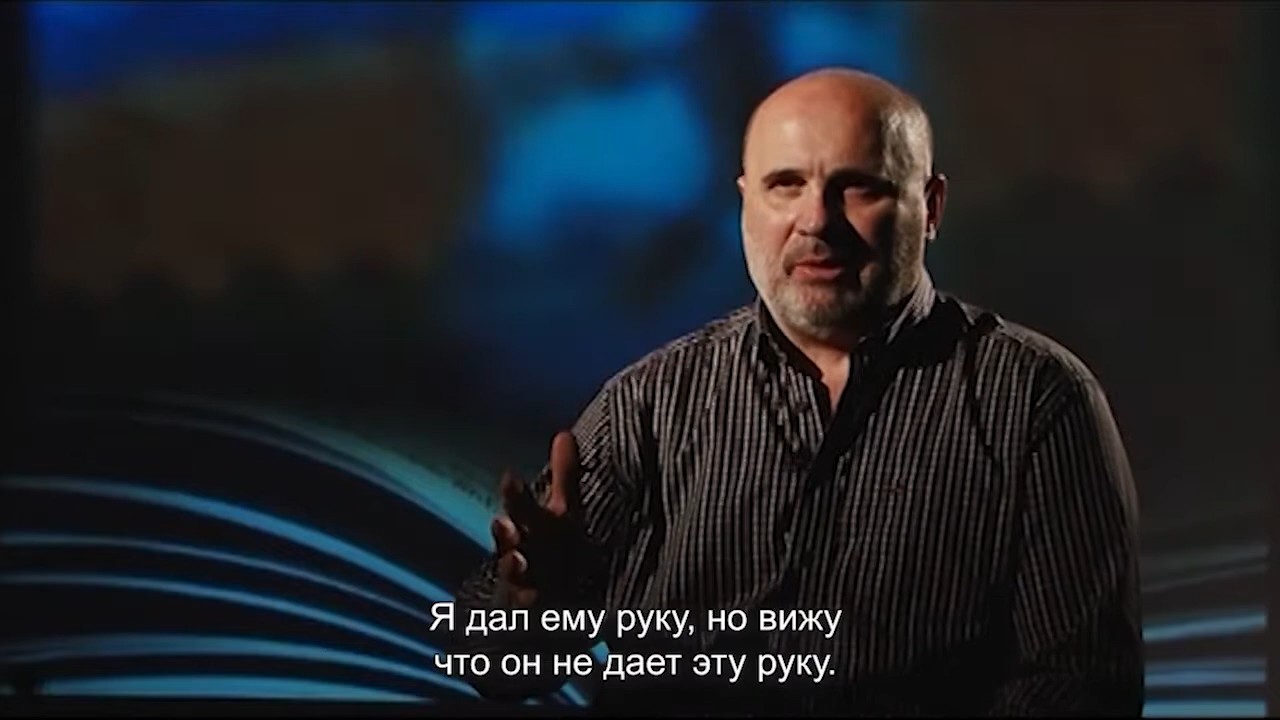 Я дал ему руку, но вижу
что он не дает эту руку.